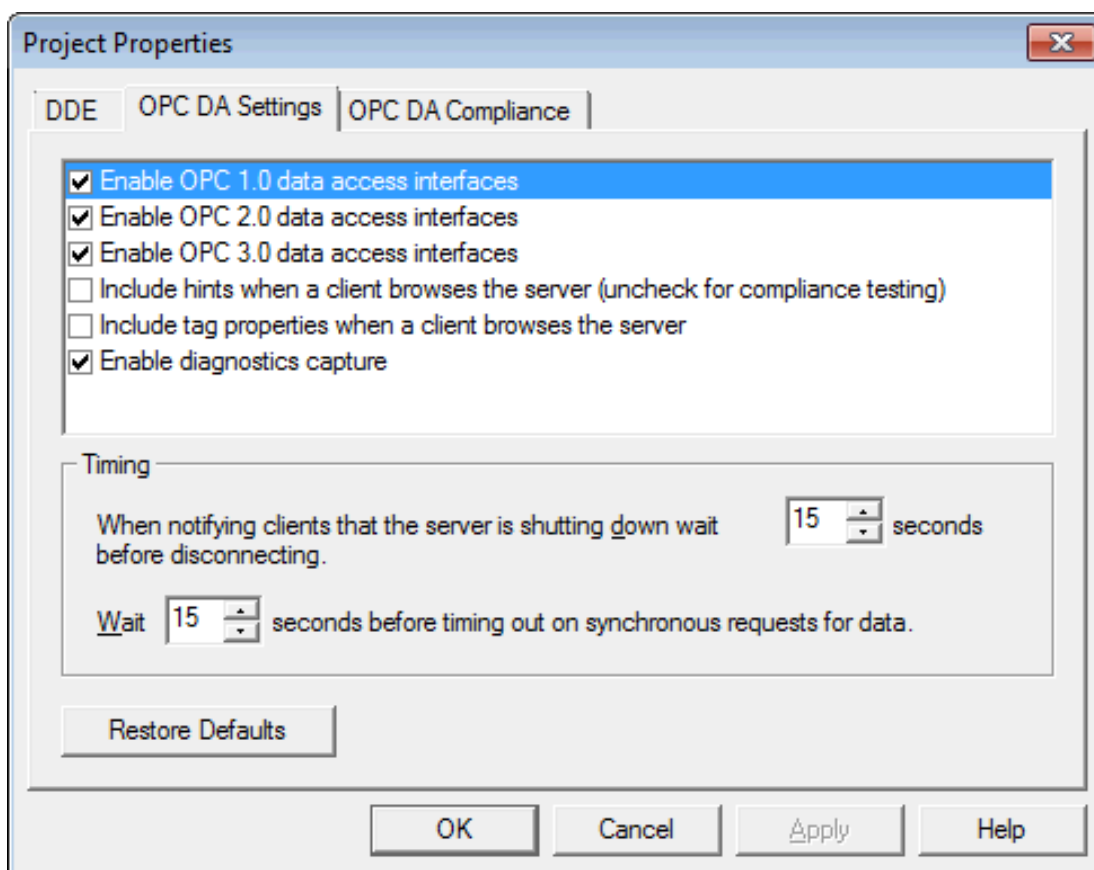 Project Properties
DDE
OPC DA Settings
OPC DA Compliance
Enable OPC 1.0 data access interfaces
Enable OPC 2.0 data access interfaces
Enable OPC 3.0 data access interfaces
Include hints when a client browses the server (uncheck for compliance testing)
Include tag properties when a client browses the server
Enable diagnostics capture
Timing
When notifying clients that the server is shutting down wait 15 seconds
before disconnecting.
Wait 15 seconds before timing out on synchronous requests for data.
Restore Defaults
OK Cancel Apply Help